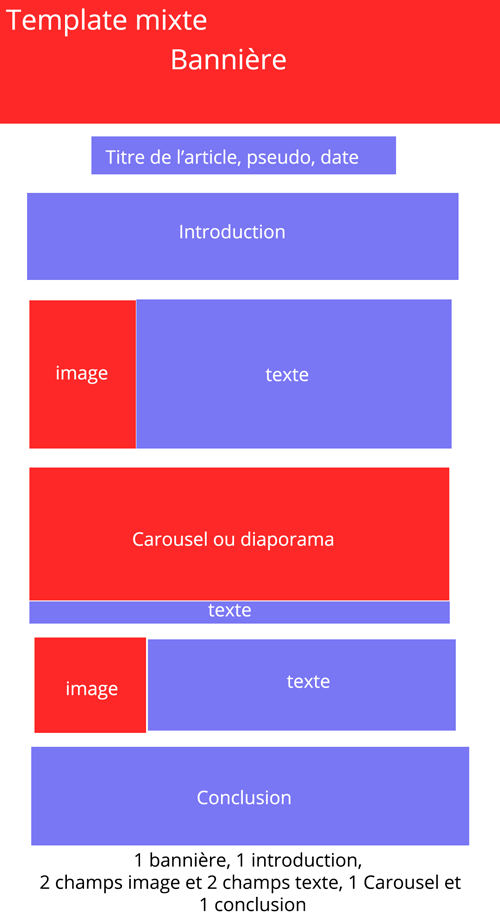 Template mixte
Bannière
Titre de l’article, pseudo, date
Introduction
image
texte
Carousel ou diaporama
texte
image
texte
Conclusion
1 bannière, 1 introduction,
2 champs image et 2 champs texte, 1 Carousel et
1 conclusion